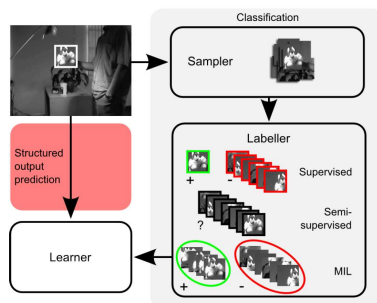 Classification
Sampler
Labeller
+
-
Supervised
?
Semi-
supervised
+
-
MIL
Structured
output
prediction
Learner